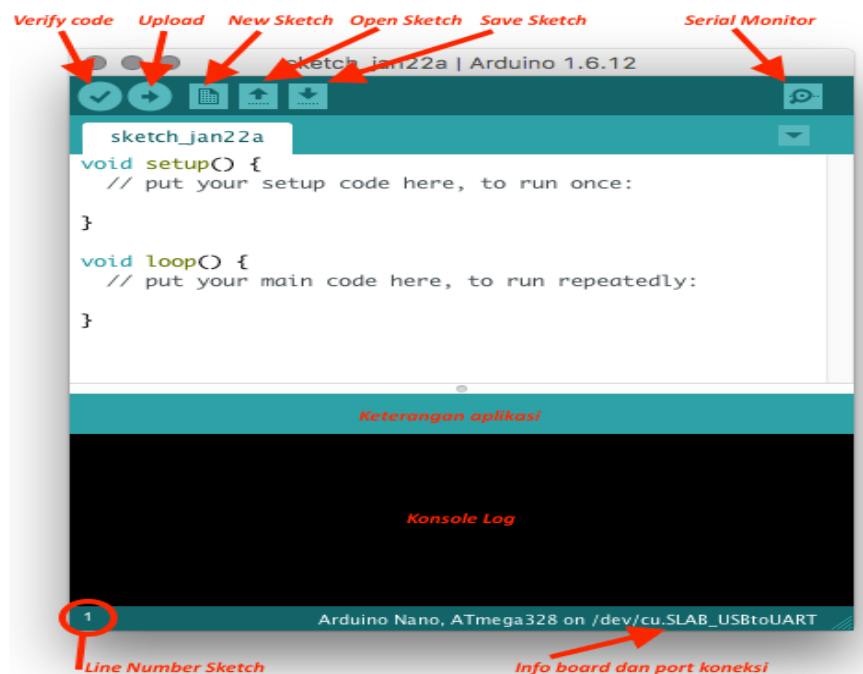 Verify code Upload New Sketch Open Sketch Save Sketch Serial Monitor
sketch_jan22a | Arduino 1.6.12
sketch_jan22a
void setup() {
// put your setup code here, to run once:
}
void loop() {
// put your main code here, to run repeatedly:
}
Keterangan aplikasi
Konsole Log
1
Arduino Nano, ATmega328 on /dev/cu.SLAB_USBtoUART
Line Number Sketch
Info board dan port koneksi